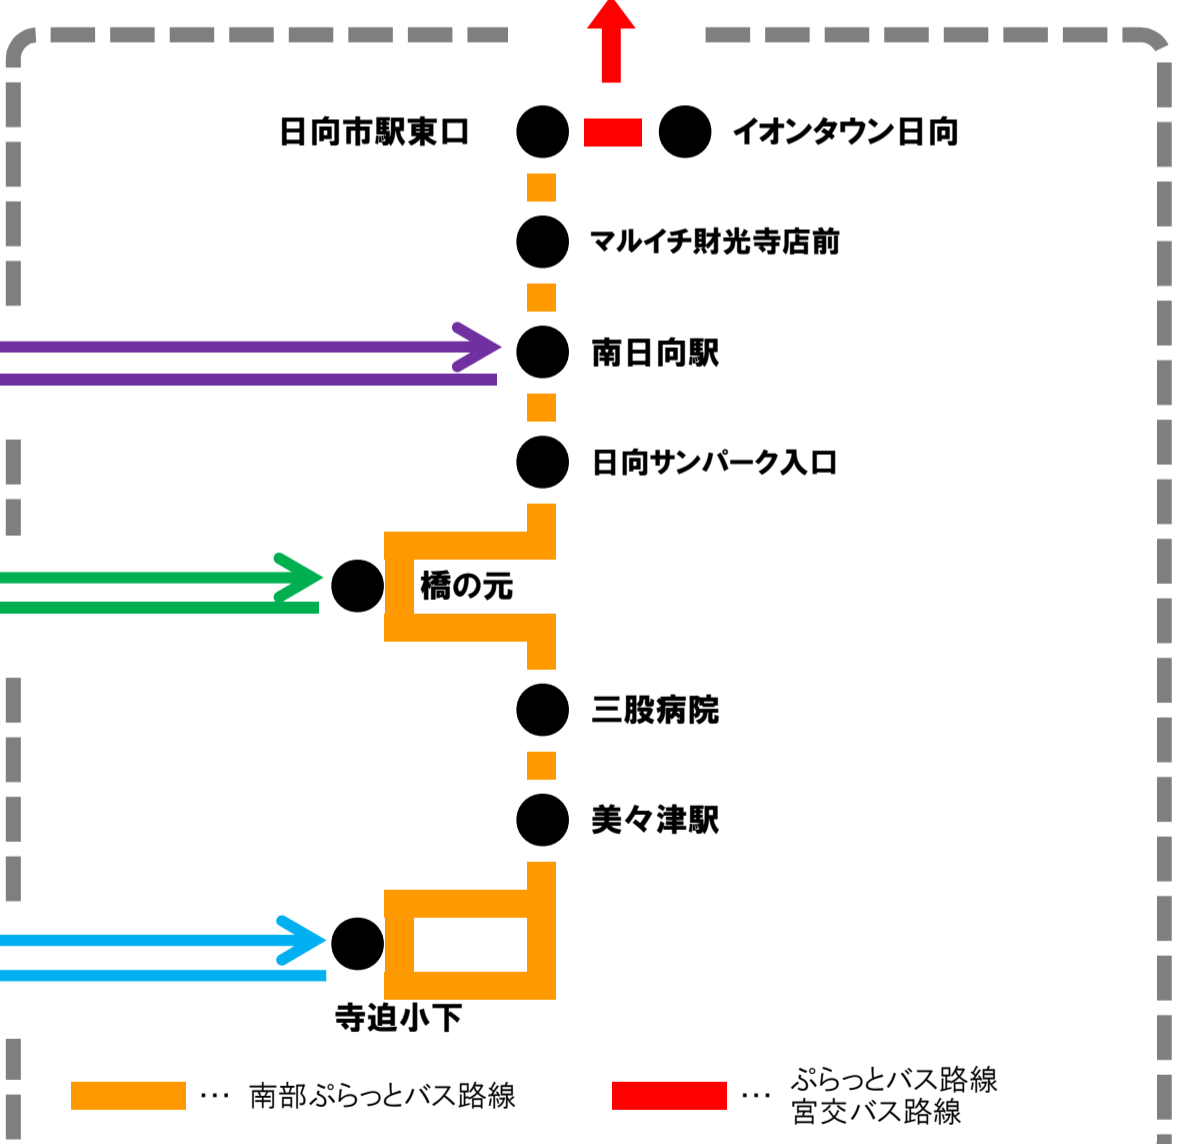 日向市駅東口
イオンタウン日向
マルイチ財光寺店前
南日向駅
日向サンパーク入口
橋の元
三股病院
美々津駅
寺迫小下
… 南部ぷらっとバス路線
… ぷらっとバス路線
宮交バス路線